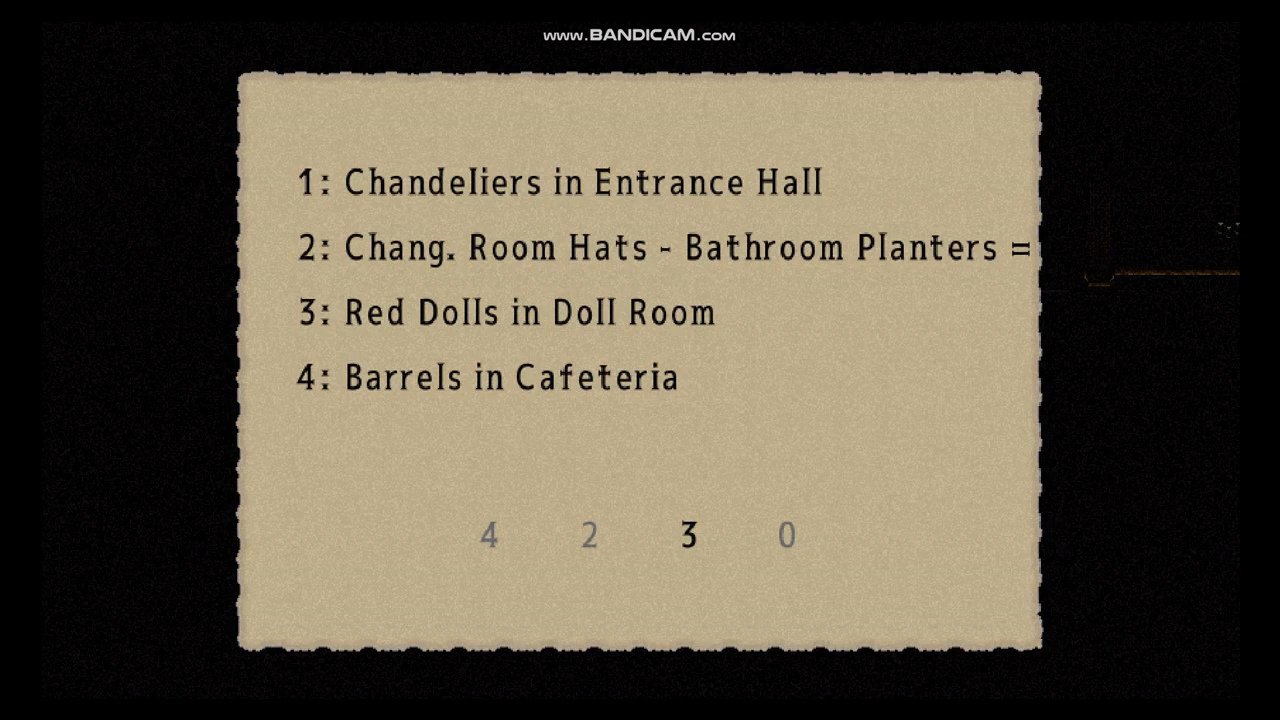 www.BANDICAM.com
1: Chandeliers in Entrance Hall
2: Chang. Room Hats - Bathroom Planters =
3: Red Dolls in Doll Room
4: Barrels in Cafeteria
4 2 3 0